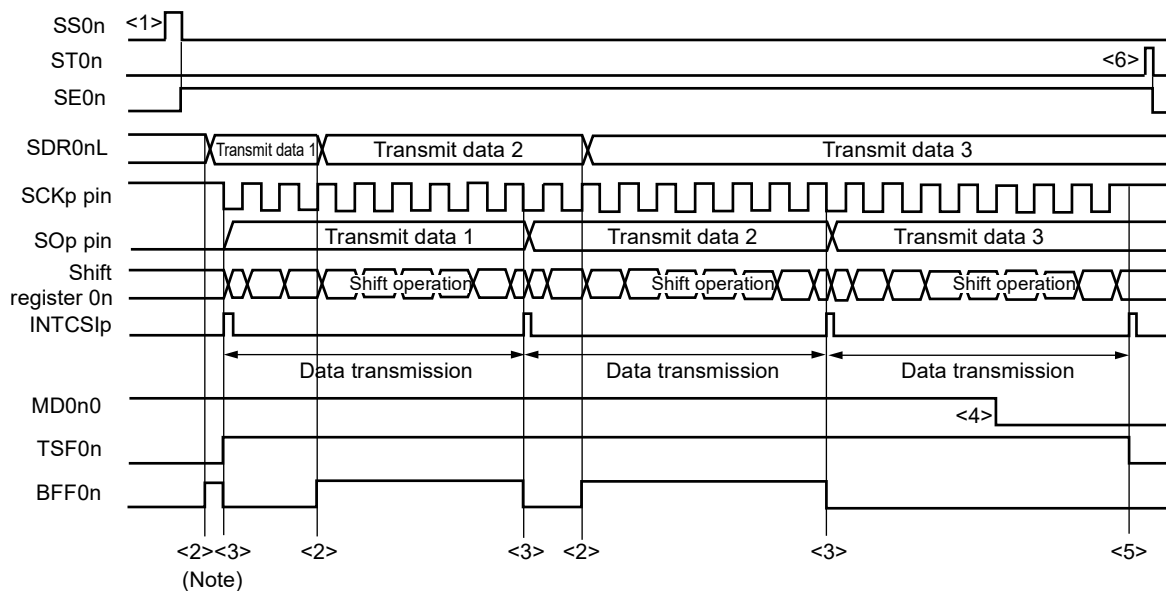 SS0n <1>
ST0n <6>
SE0n
SDR0nL Transmit data 1 Transmit data 2 Transmit data 3
SCKp pin
SOp pin Transmit data 1 Transmit data 2 Transmit data 3
Shift
register 0n Shift operation Shift operation Shift operation
INTCSIp
Data transmission Data transmission Data transmission
MD0n0 <4>
TSF0n
BFF0n
<2> <3> <2> <3> <2> <3> <5>
(Note)